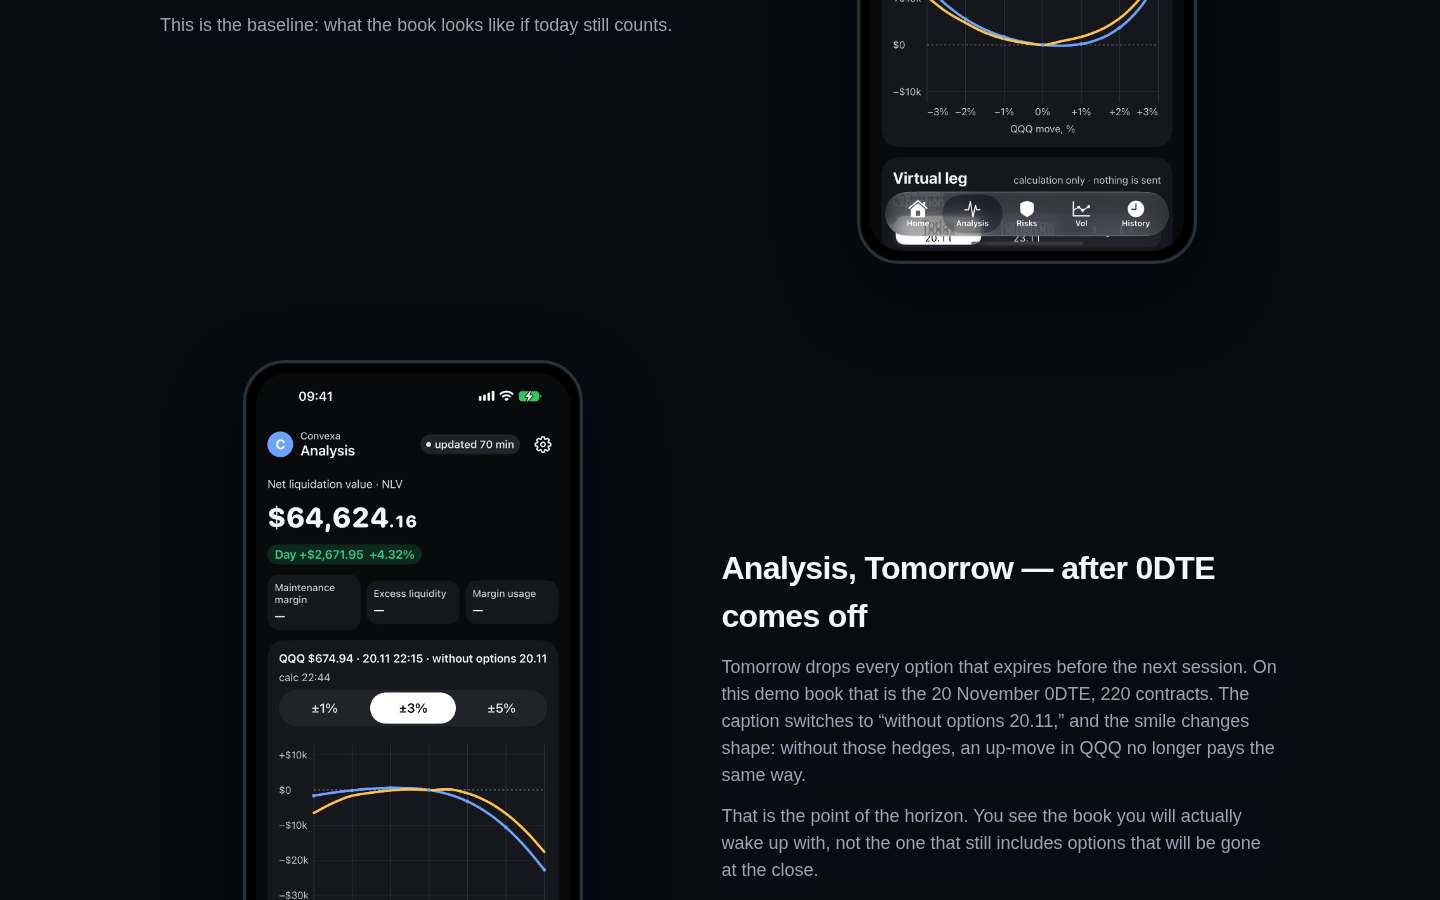 This is the baseline: what the book looks like if today still counts.
$0
−$10k
−3% −2% −1% 0% +1% +2% +3%
QQQ move, %
Virtual leg
calculation only · nothing is sent
Home Analysis Risks Vol History
20.11 23.11
09:41
C
Convexa
Analysis
updated 70 min
Net liquidation value · NLV
$64,624.16
Day +$2,671.95 +4.32%
Maintenance
margin
—
Excess liquidity
—
Margin usage
—
QQQ $674.94 · 20.11 22:15 · without options 20.11
calc 22:44
±1% ±3% ±5%
+$10k
$0
−$10k
−$20k
−$30k
Analysis, Tomorrow — after 0DTE
comes off
Tomorrow drops every option that expires before the next session. On
this demo book that is the 20 November 0DTE, 220 contracts. The
caption switches to “without options 20.11,” and the smile changes
shape: without those hedges, an up-move in QQQ no longer pays the
same way.
That is the point of the horizon. You see the book you will actually
wake up with, not the one that still includes options that will be gone
at the close.